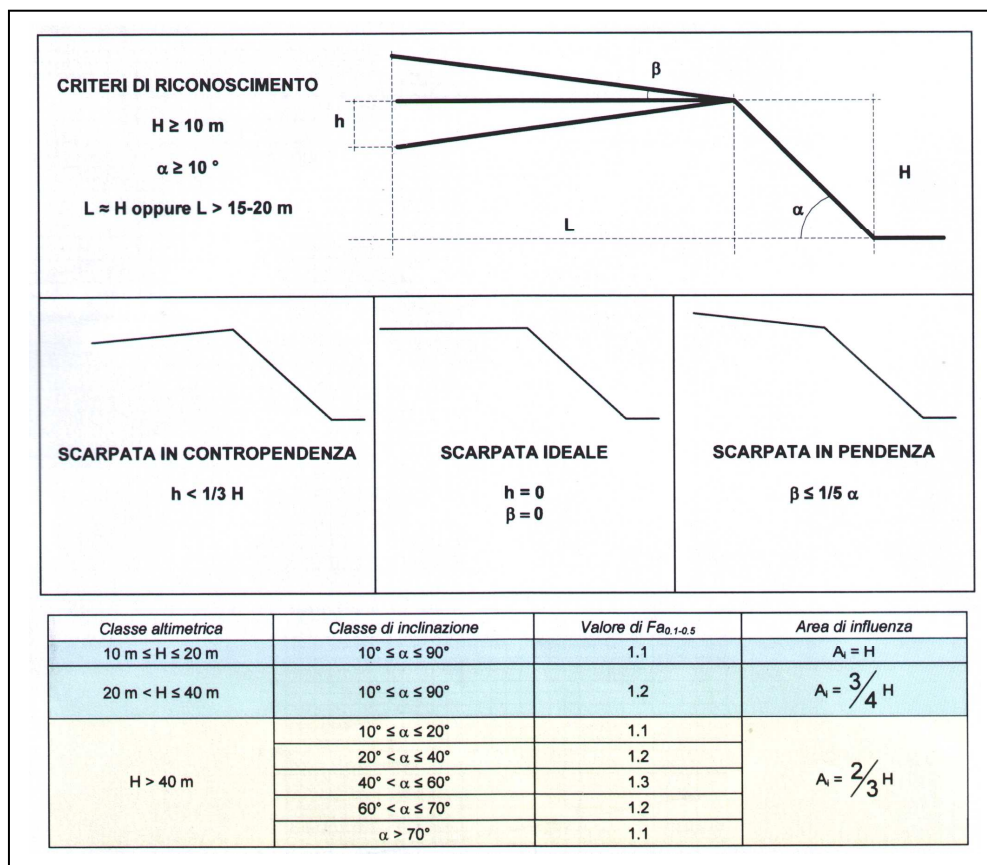 CRITERI DI RICONOSCIMENTO
H ≥ 10 m
α ≥ 10 °
L ≈ H oppure L > 15-20 m
β
h
H
α
L
SCARPATA IN CONTROPENDENZA
h < 1/3 H
SCARPATA IDEALE
h = 0
β = 0
SCARPATA IN PENDENZA
β ≤ 1/5 α
Classe altimetrica Classe di inclinazione Valore di Fa0.1-0.5 Area di influenza
10 m ≤ H ≤ 20 m 10° ≤ α ≤ 90° 1.1 Ai = H
20 m < H ≤ 40 m 10° ≤ α ≤ 90° 1.2 Ai = 3/4 H
H > 40 m 10° ≤ α ≤ 20° 1.1 Ai = 2/3 H
20° < α ≤ 40° 1.2
40° < α ≤ 60° 1.3
60° < α ≤ 70° 1.2
α > 70° 1.1